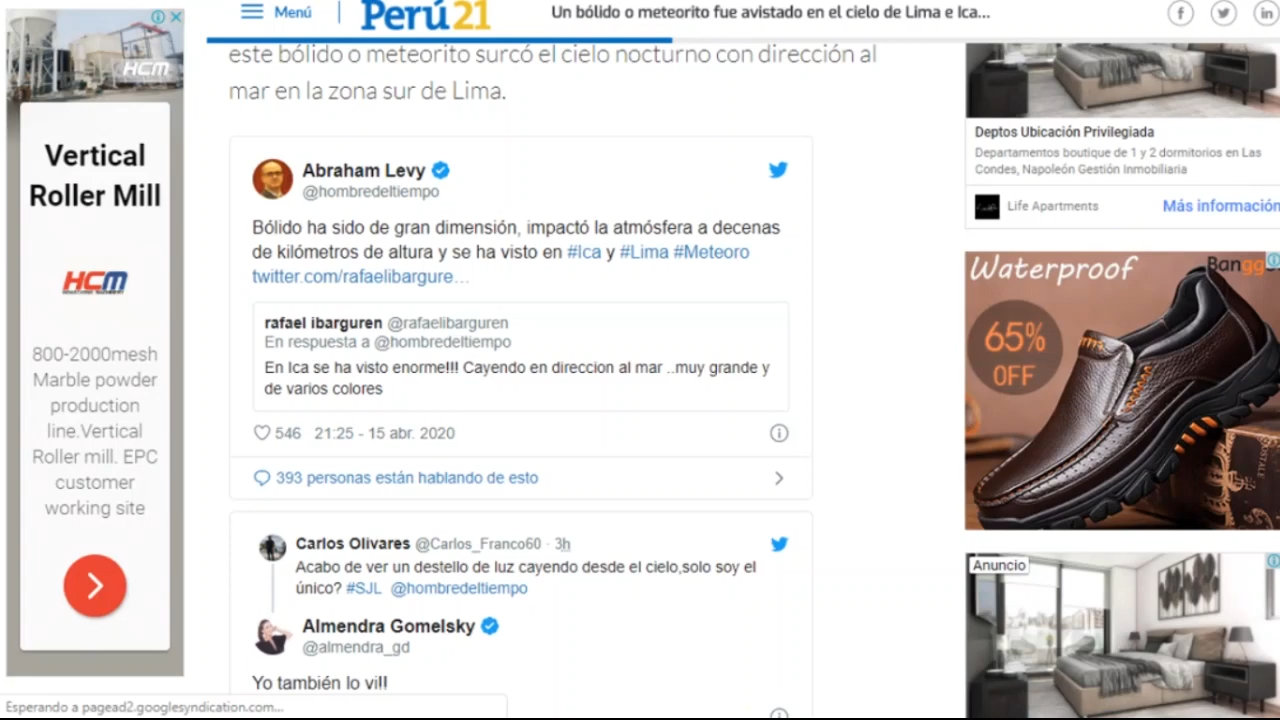 Menú
Perú21
Un bólido o meteorito fue avistado en el cielo de Lima e Ica...
HCM
Vertical
Roller Mill
HCM
800-2000mesh
Marble powder
production
line.Vertical
Roller mill. EPC
customer
working site
este bólido o meteorito surcó el cielo nocturno con dirección al
mar en la zona sur de Lima.
Abraham Levy
@hombredeltiempo
Bólido ha sido de gran dimensión, impactó la atmósfera a decenas
de kilómetros de altura y se ha visto en #Ica y #Lima #Meteoro
twitter.com/rafaelibargure…
rafael ibarguren @rafaelibarguren
En respuesta a @hombredeltiempo
En Ica se ha visto enorme!!! Cayendo en direccion al mar ..muy grande y
de varios colores
546 21:25 - 15 abr. 2020
393 personas están hablando de esto
Carlos Olivares @Carlos_Franco60 · 3h
Acabo de ver un destello de luz cayendo desde el cielo,solo soy el
único? #SJL @hombredeltiempo
Almendra Gomelsky
@almendra_gd
Yo también lo vi!!
Deptos Ubicación Privilegiada
Departamentos boutique de 1 y 2 dormitorios en Las
Condes, Napoleón Gestión Inmobiliaria
Life Apartments
Más información
Waterproof
65%
OFF
Anuncio
Esperando a pagead2.googlesyndication.com...